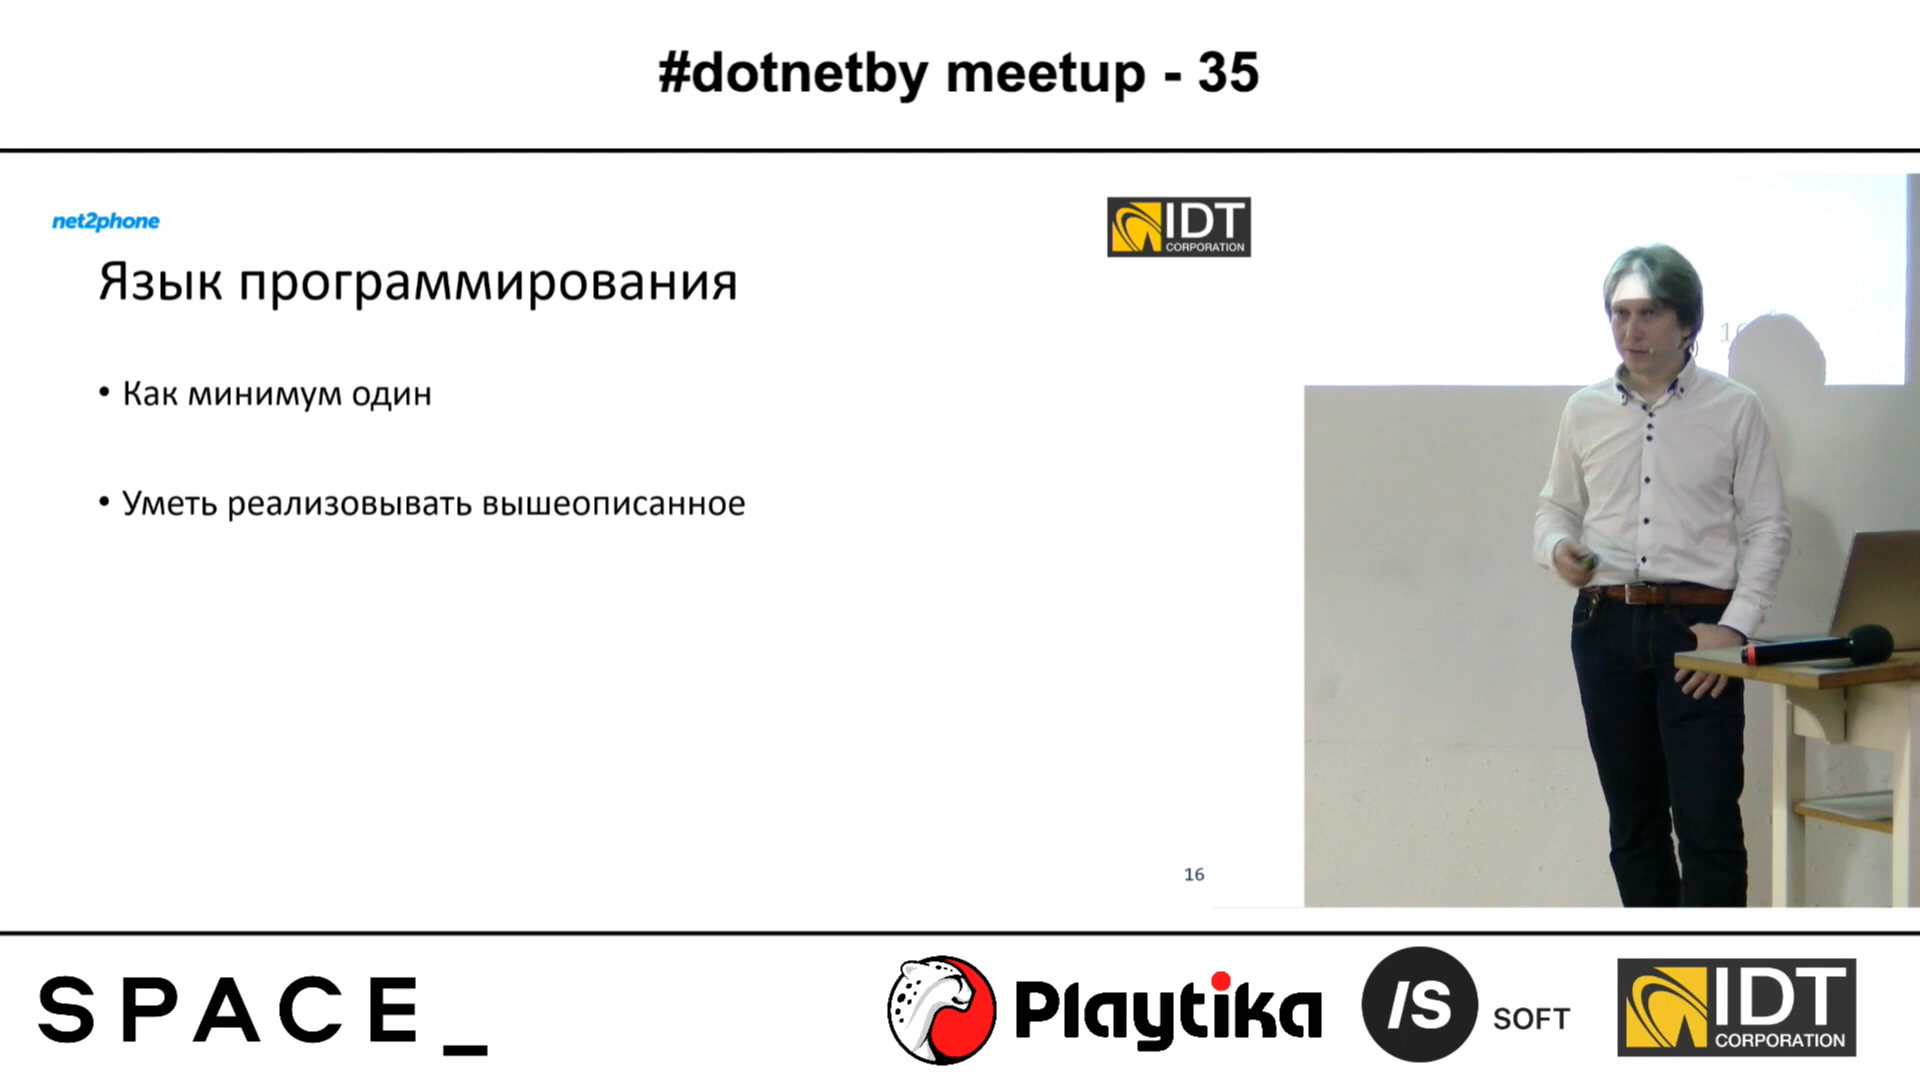 #dotnetby meetup - 35
net2phone
IDT
CORPORATION
Язык программирования
• Как минимум один
• Уметь реализовывать вышеописанное
16
SPACE_
Playtika
/S SOFT
IDT
CORPORATION